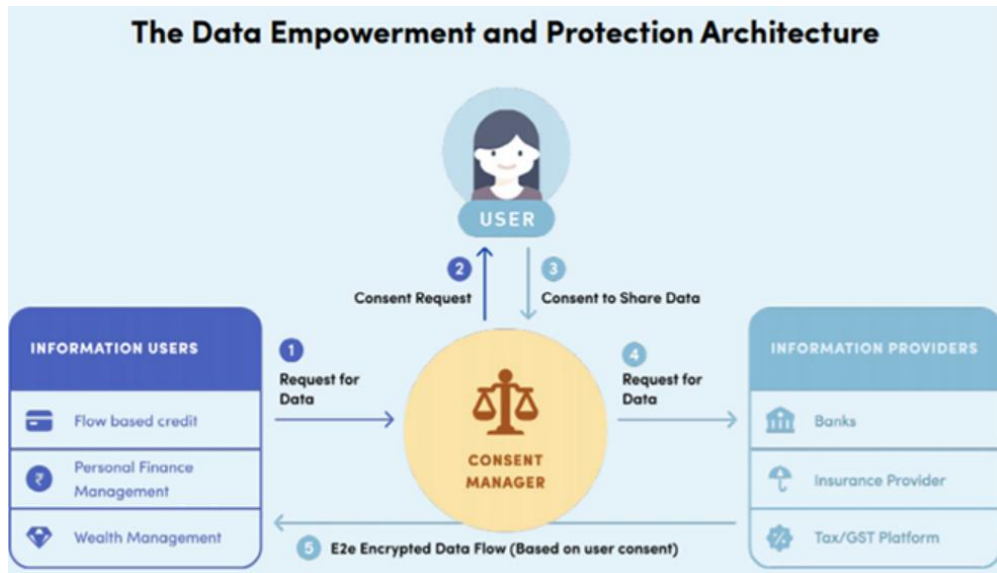 The Data Empowerment and Protection Architecture
USER
2
Consent Request
3
Consent to Share Data
INFORMATION USERS
Flow based credit
₹
Personal Finance
Management
Wealth Management
1
Request for
Data
CONSENT
MANAGER
4
Request for
Data
INFORMATION PROVIDERS
Banks
Insurance Provider
%
Tax/GST Platform
5 E2e Encrypted Data Flow (Based on user consent)